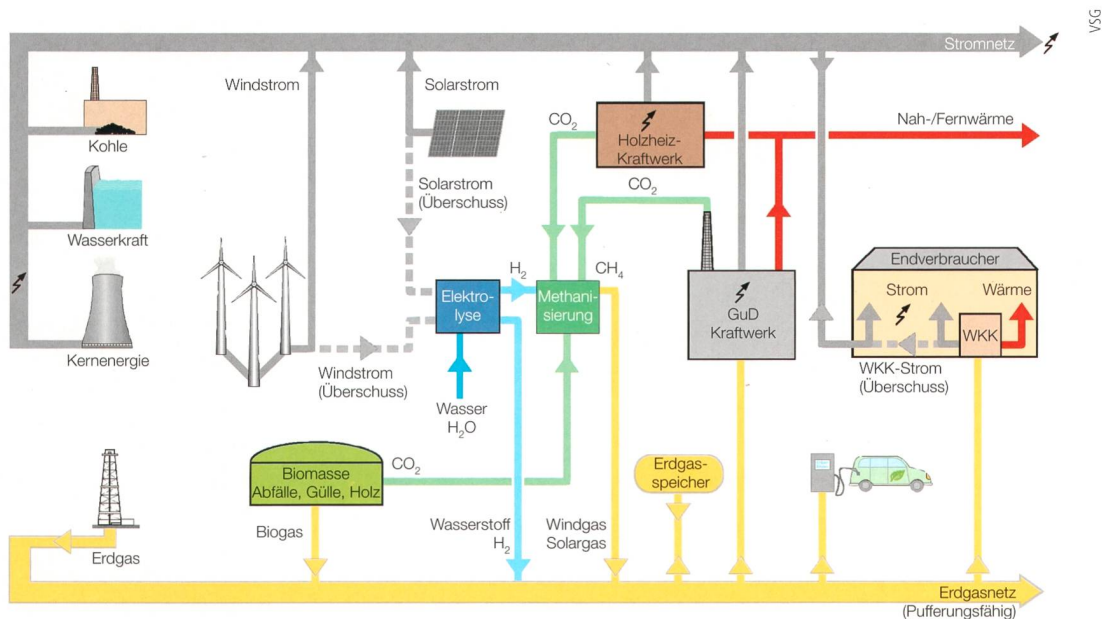 VSG
Stromnetz
Windstrom
Solarstrom
Kohle
CO2
Holzheiz-
Kraftwerk
Nah-/Fernwärme
Solarstrom
(Überschuss)
CO2
Wasserkraft
Endverbraucher
H2
CH4
Elektro-
lyse
Methani-
sierung
GuD
Kraftwerk
Strom
Wärme
WKK
Kernenergie
Windstrom
(Überschuss)
WKK-Strom
(Überschuss)
Wasser
H2O
Biomasse
Abfälle, Gülle, Holz
CO2
Erdgas-
speicher
Erdgas
Biogas
Wasserstoff
H2
Windgas
Solargas
Erdgasnetz
(Pufferungsfähig)